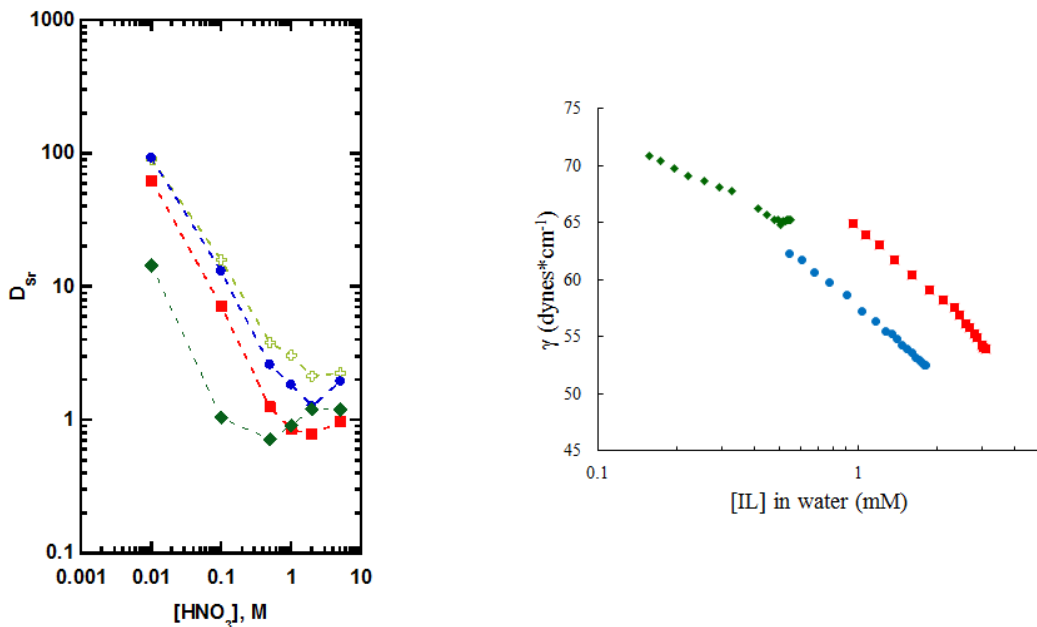 1000
100
10
1
0.1
D_sr
0.001 0.01 0.1 1 10
[HNO₃], M
75
70
65
60
55
50
45
γ (dynes*cm⁻¹)
0.1 1
[IL] in water (mM)